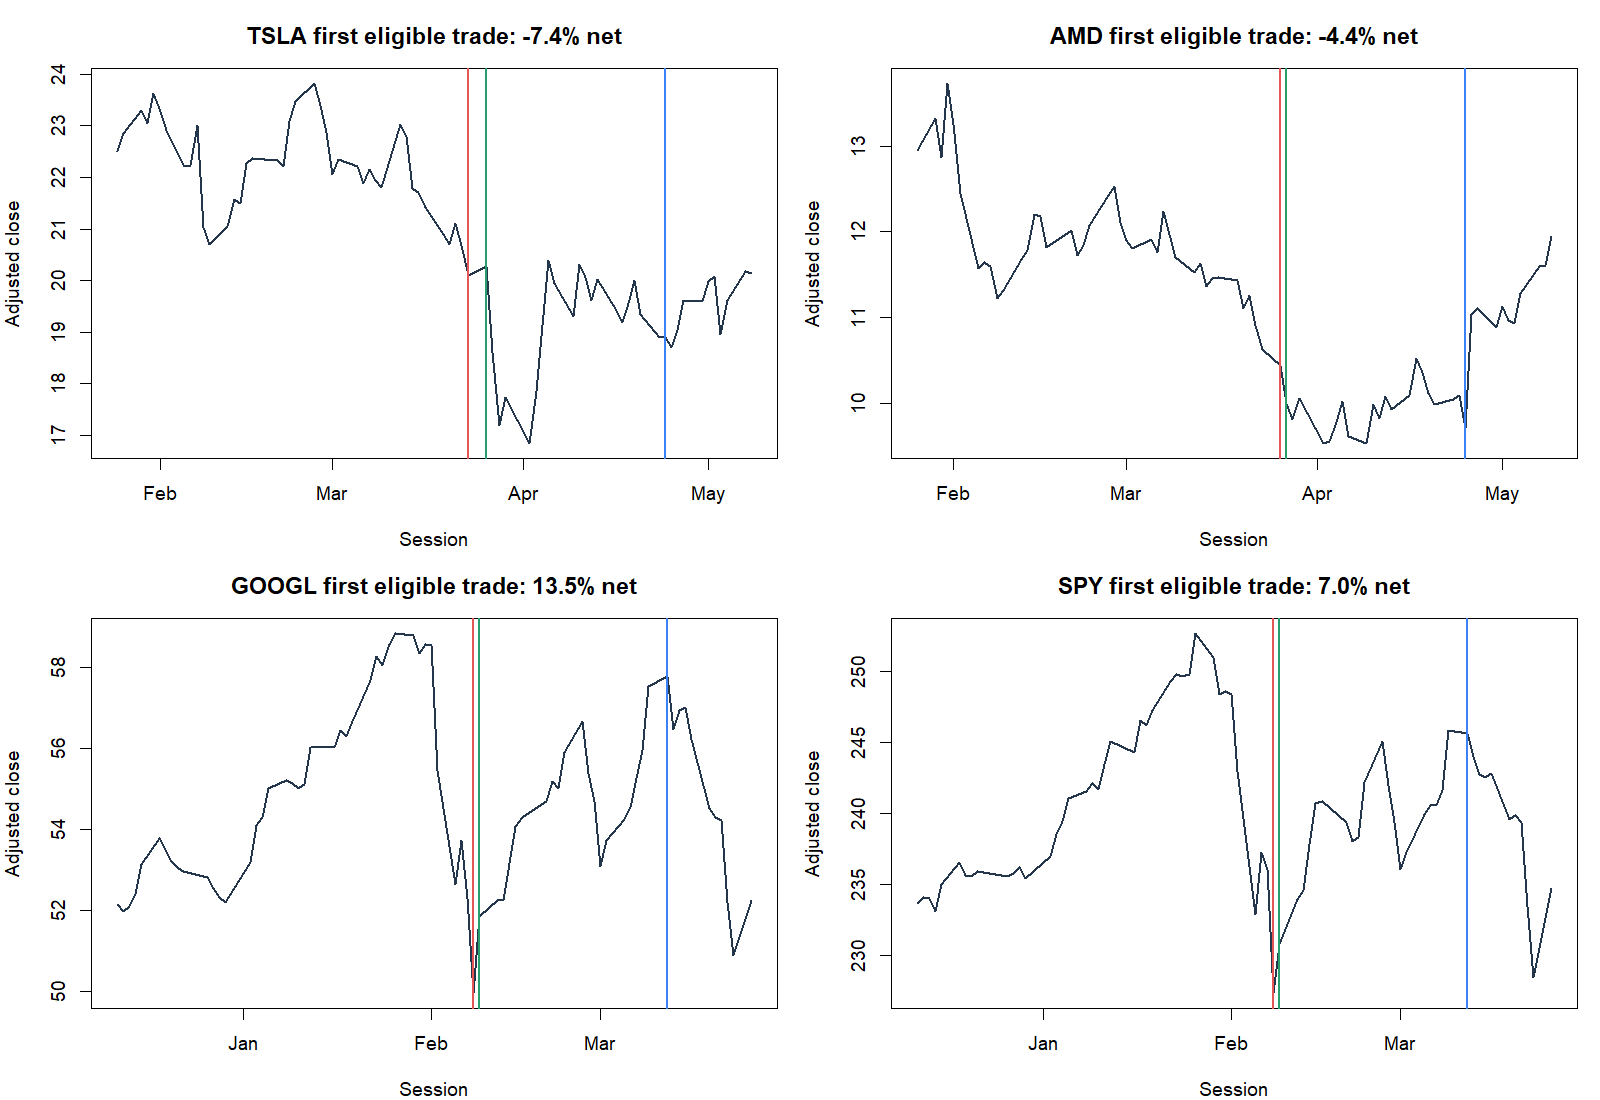 TSLA first eligible trade: -7.4% net
Adjusted close
24
23
22
21
20
19
18
17
Feb
Mar
Apr
May
Session
AMD first eligible trade: -4.4% net
Adjusted close
13
12
11
10
Feb
Mar
Apr
May
Session
GOOGL first eligible trade: 13.5% net
Adjusted close
58
56
54
52
50
Jan
Feb
Mar
Session
SPY first eligible trade: 7.0% net
Adjusted close
250
245
240
235
230
Jan
Feb
Mar
Session